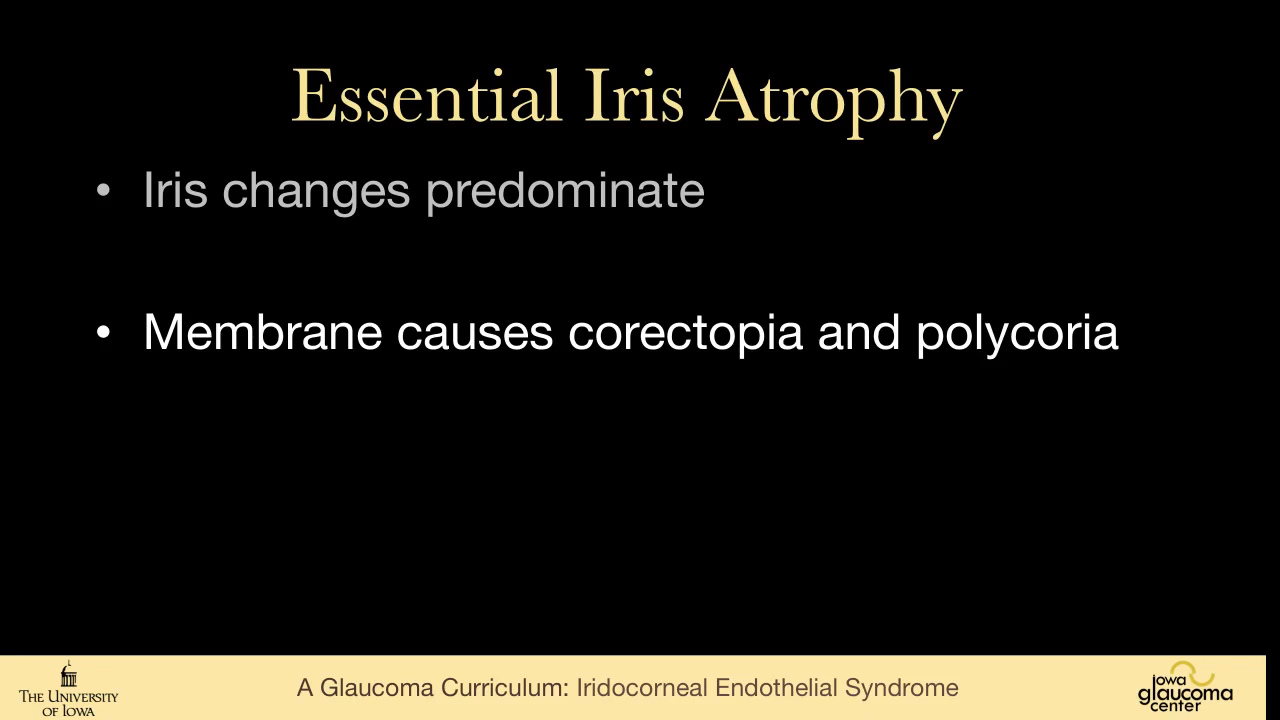 Essential Iris Atrophy
• Iris changes predominate
• Membrane causes corectopia and polycoria
THE UNIVERSITY
OF IOWA
A Glaucoma Curriculum: Iridocorneal Endothelial Syndrome
iowa
glaucoma
center